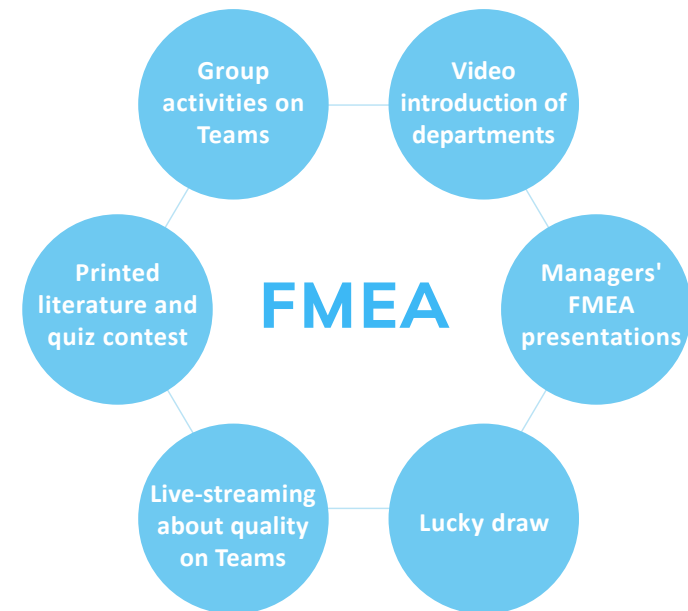 Group
activities on
Teams
Video
introduction of
departments
Printed
literature and
quiz contest
FMEA
Managers'
FMEA
presentations
Live-streaming
about quality
on Teams
Lucky draw